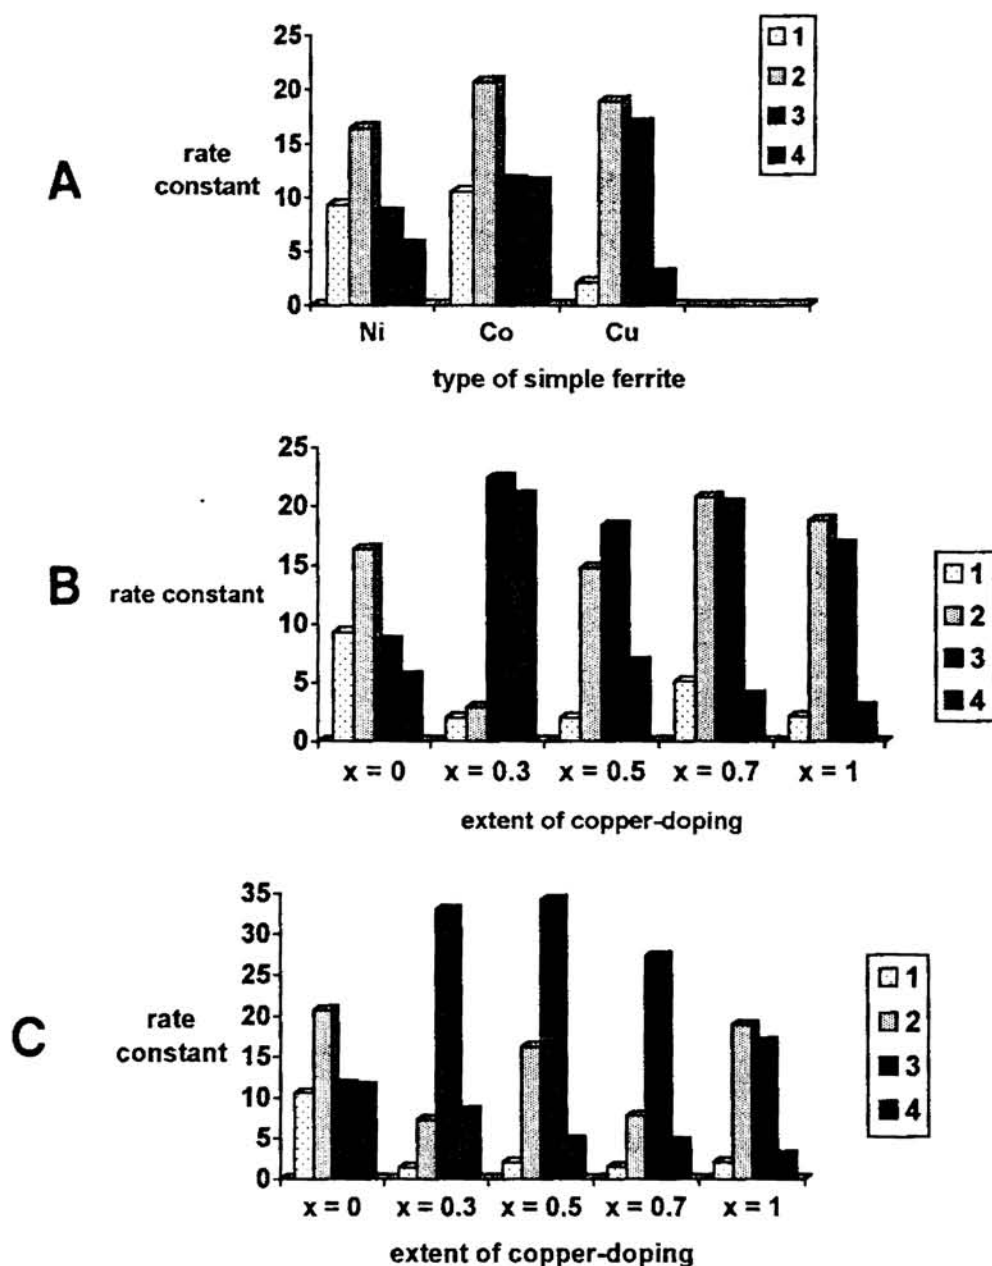 A
rate
constant
25
20
15
10
5
0
Ni Co Cu
type of simple ferrite
1
2
3
4
B
rate constant
25
20
15
10
5
0
x = 0 x = 0.3 x = 0.5 x = 0.7 x = 1
extent of copper-doping
1
2
3
4
C
rate
constant
35
30
25
20
15
10
5
0
x = 0 x = 0.3 x = 0.5 x = 0.7 x = 1
extent of copper-doping
1
2
3
4